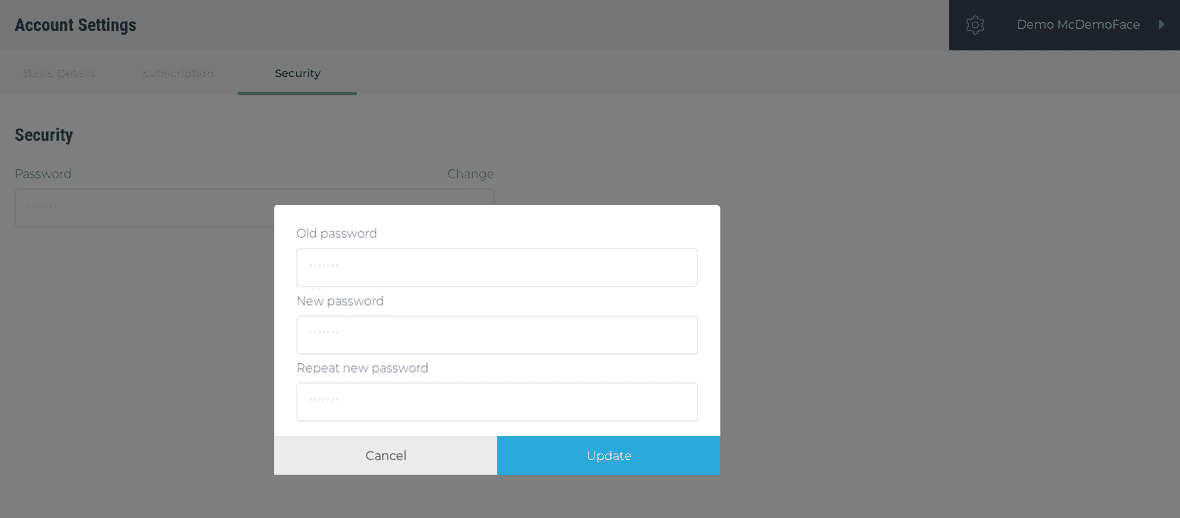 Account Settings
Demo McDemoFace
Basic Details Subscription Security
Security
Password Change
*******
Old password
*******
New password
*******
Repeat new password
*******
Cancel Update